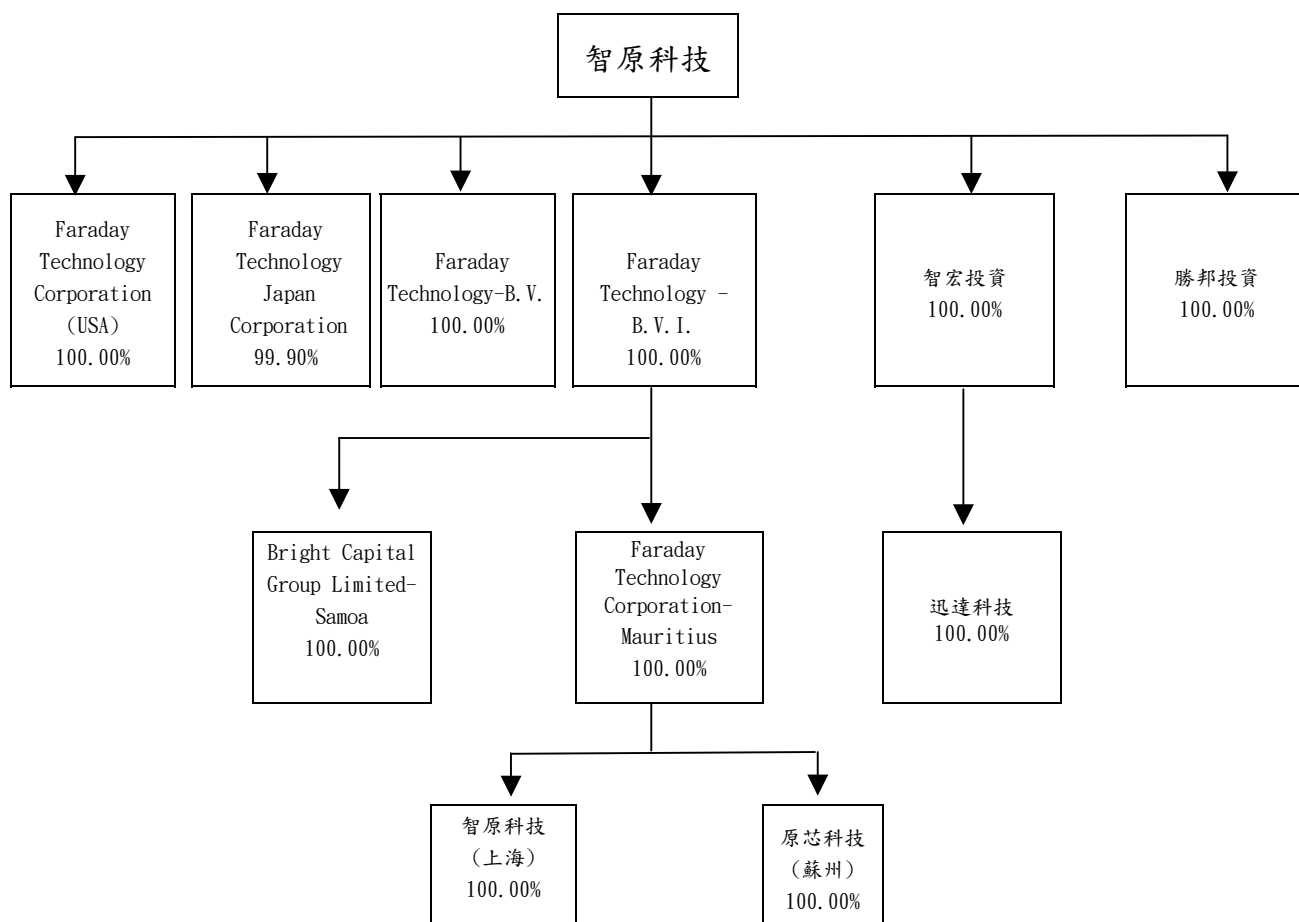 智原科技
Faraday
Technology
Corporation
(USA)
100.00%
Faraday
Technology
Japan
Corporation
99.90%
Faraday
Technology-B.V.
100.00%
Faraday
Technology -
B.V.I.
100.00%
智宏投資
100.00%
勝邦投資
100.00%
Bright Capital
Group Limited-
Samoa
100.00%
Faraday
Technology
Corporation-
Mauritius
100.00%
迅達科技
100.00%
智原科技
(上海)
100.00%
原芯科技
(蘇州)
100.00%